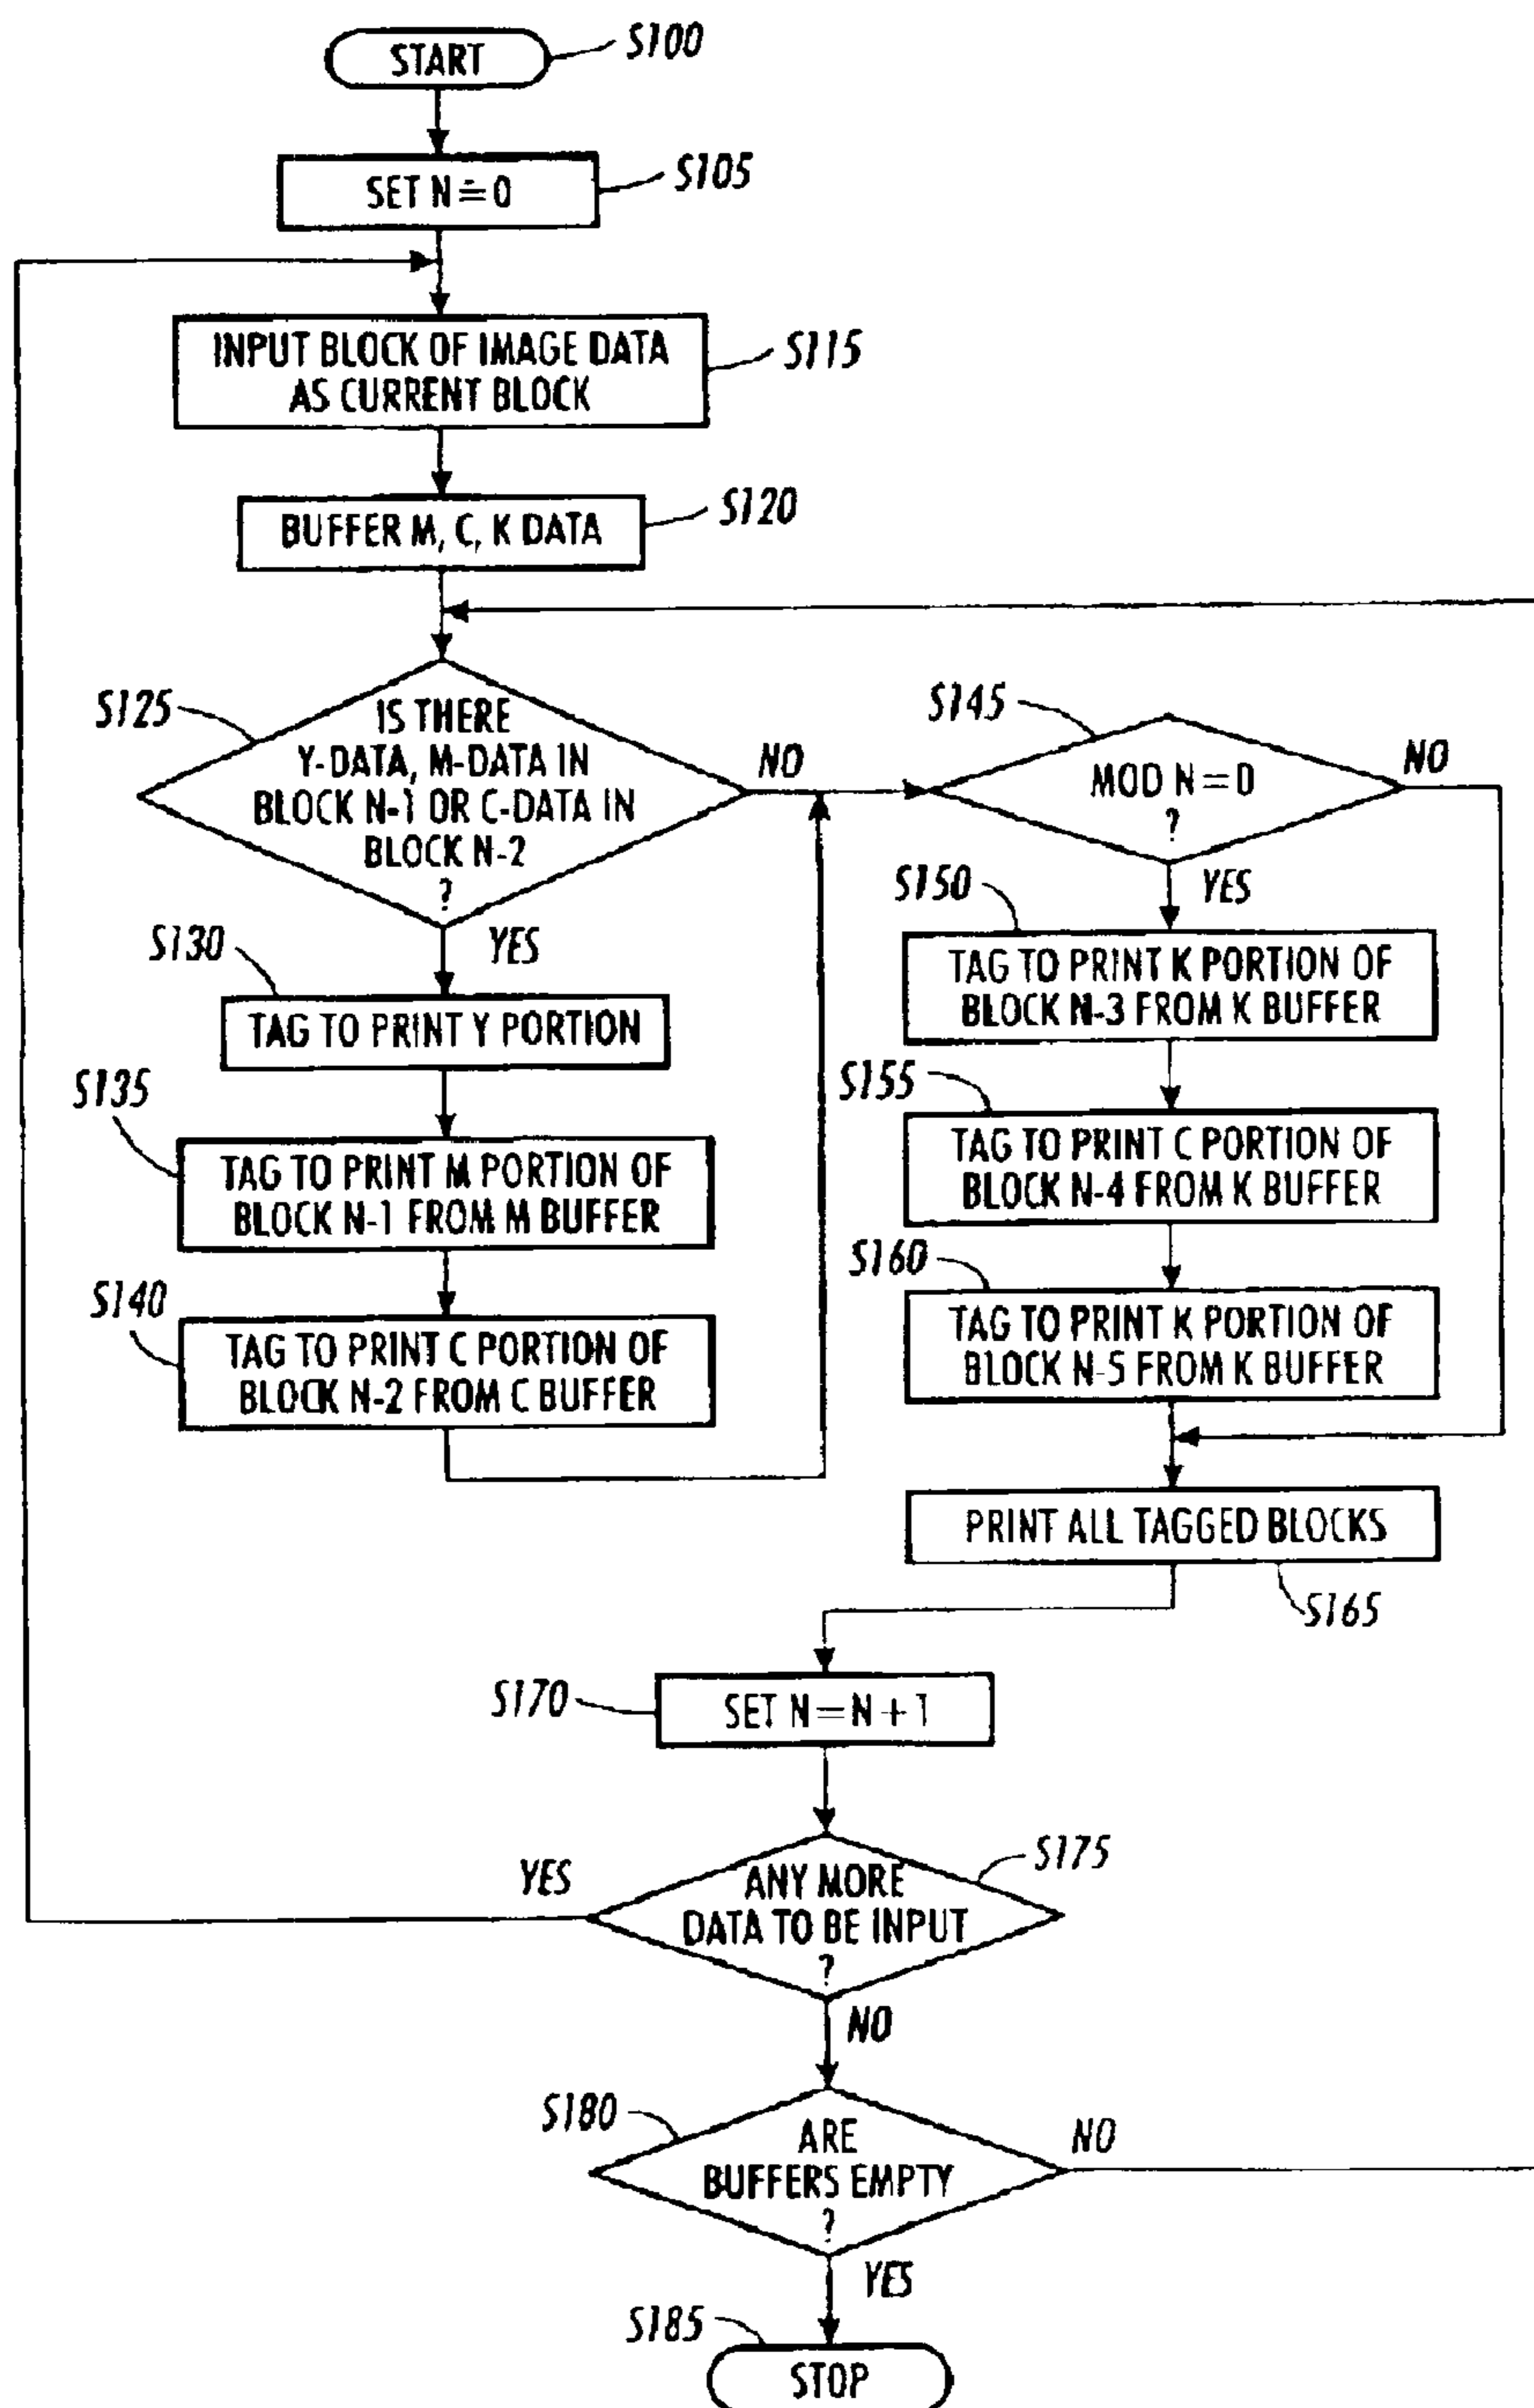 START
S100
SET N = 0
S105
INPUT BLOCK OF IMAGE DATA
AS CURRENT BLOCK
S115
BUFFER M, C, K DATA
S120
S125
IS THERE
Y-DATA, M-DATA IN
BLOCK N-1 OR C-DATA IN
BLOCK N-2
?
NO
YES
S130
TAG TO PRINT Y PORTION
S135
TAG TO PRINT M PORTION OF
BLOCK N-1 FROM M BUFFER
S140
TAG TO PRINT C PORTION OF
BLOCK N-2 FROM C BUFFER
S145
MOD N = 0
?
NO
YES
S150
TAG TO PRINT K PORTION OF
BLOCK N-3 FROM K BUFFER
S155
TAG TO PRINT C PORTION OF
BLOCK N-4 FROM K BUFFER
S160
TAG TO PRINT K PORTION OF
BLOCK N-5 FROM K BUFFER
PRINT ALL TAGGED BLOCKS
S165
S170
SET N = N + 1
S175
ANY MORE
DATA TO BE INPUT
?
YES
NO
S180
ARE
BUFFERS EMPTY
?
NO
YES
S185
STOP